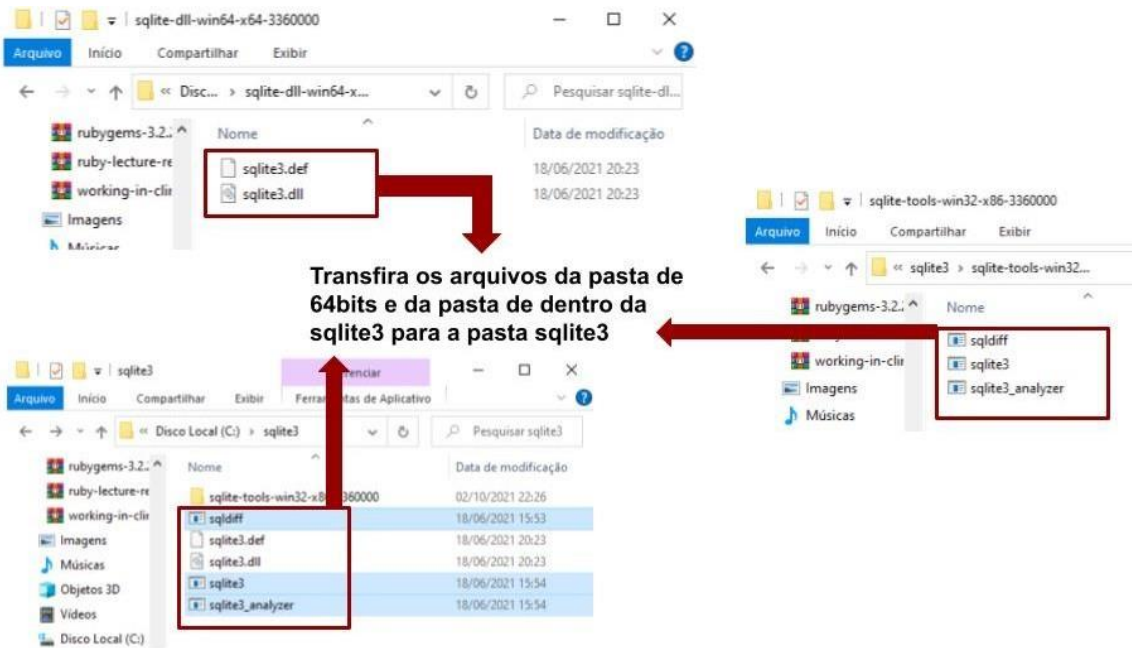 sqlite-dll-win64-x64-3360000
Arquivo Início Compartilhar Exibir
« Disc... › sqlite-dll-win64-x... Pesquisar sqlite-dl...
rubygems-3.2.: Nome Data de modificação
ruby-lecture-re sqlite3.def 18/06/2021 20:23
working-in-clir sqlite3.dll 18/06/2021 20:23
Imagens
Músicas
sqlite-tools-win32-x86-3360000
Arquivo Início Compartilhar Exibir
« sqlite3 › sqlite-tools-win32...
rubygems-3.2.: Nome
sqldiff
working-in-clir sqlite3
Imagens sqlite3_analyzer
Músicas
Transfira os arquivos da pasta de
64bits e da pasta de dentro da
sqlite3 para a pasta sqlite3
sqlite3 renciar
Arquivo Início Compartilhar Exibir Ferramentas de Aplicativo
« Disco Local (C:) › sqlite3 Pesquisar sqlite3
rubygems-3.2.: Nome Data de modificação
ruby-lecture-re sqlite-tools-win32-x8 360000 02/10/2021 22:26
working-in-clir sqldiff 18/06/2021 15:53
Imagens sqlite3.def 18/06/2021 20:23
Músicas sqlite3.dll 18/06/2021 20:23
Objetos 3D sqlite3 18/06/2021 15:54
Vídeos sqlite3_analyzer 18/06/2021 15:54
Disco Local (C:)